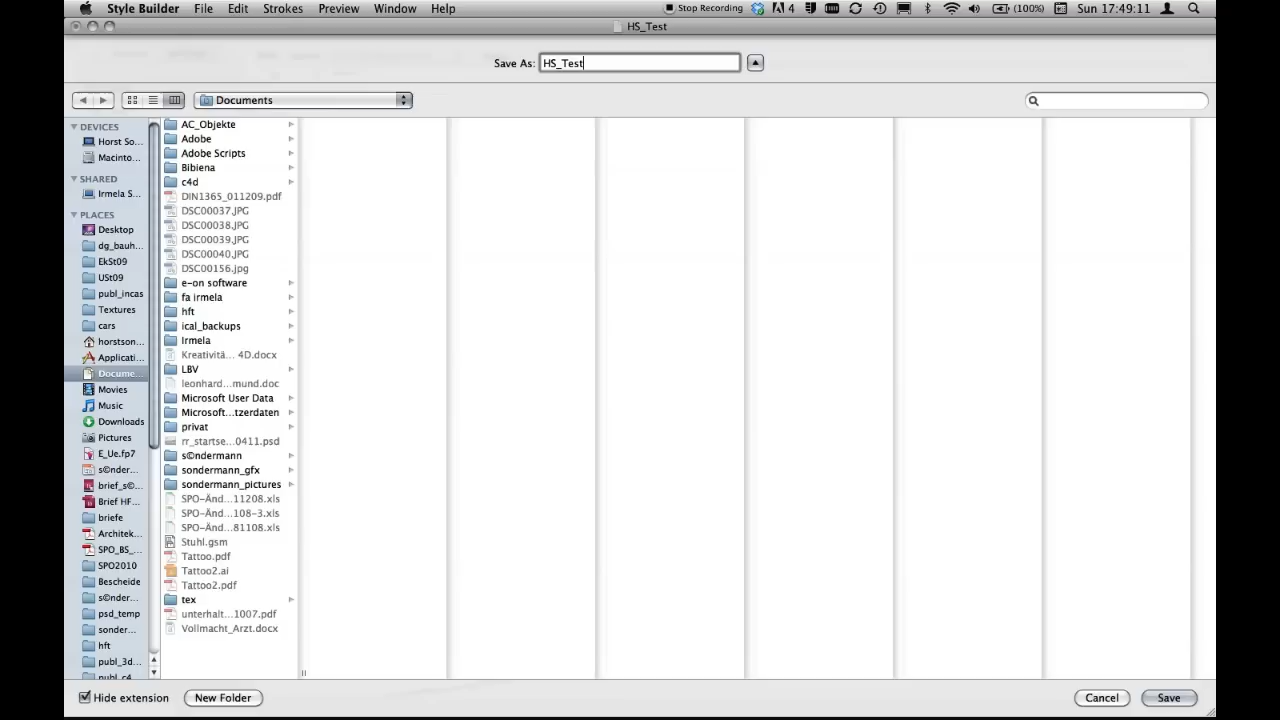 Style Builder File Edit Strokes Preview Window Help Stop Recording 4 (100%) Sun 17:49:11
HS_Test
Save As: HS_Test
Documents
DEVICES
Horst So...
Macinto...
SHARED
Irmela S...
PLACES
Desktop
dg_bauh...
EkSt09
USt09
publ_incas
Textures
cars
horstson...
Applicati...
Docume...
Movies
Music
Downloads
Pictures
E_Ue.fp7
s©nder...
brief_s©...
Brief HF...
briefe
Architek...
SPO_BS_...
SPO2010
Bescheide
s©nder...
psd_temp
sonder...
hft
publ_3d...
publ_c4
AC_Objekte
Adobe
Adobe Scripts
Bibiena
c4d
DIN1365_011209.pdf
DSC00037.JPG
DSC00038.JPG
DSC00039.JPG
DSC00040.JPG
DSC00156.jpg
e-on software
fa irmela
hft
ical_backups
Irmela
Kreativitä... 4D.docx
LBV
leonhard...mund.doc
Microsoft User Data
Microsoft...tzerdaten
privat
rr_startse...0411.psd
s©ndermann
sondermann_gfx
sondermann_pictures
SPO-Änd...11208.xls
SPO-Änd...108-3.xls
SPO-Änd...81108.xls
Stuhl.gsm
Tattoo.pdf
Tattoo2.ai
Tattoo2.pdf
tex
unterhalt...1007.pdf
Vollmacht_Arzt.docx
Hide extension New Folder Cancel Save